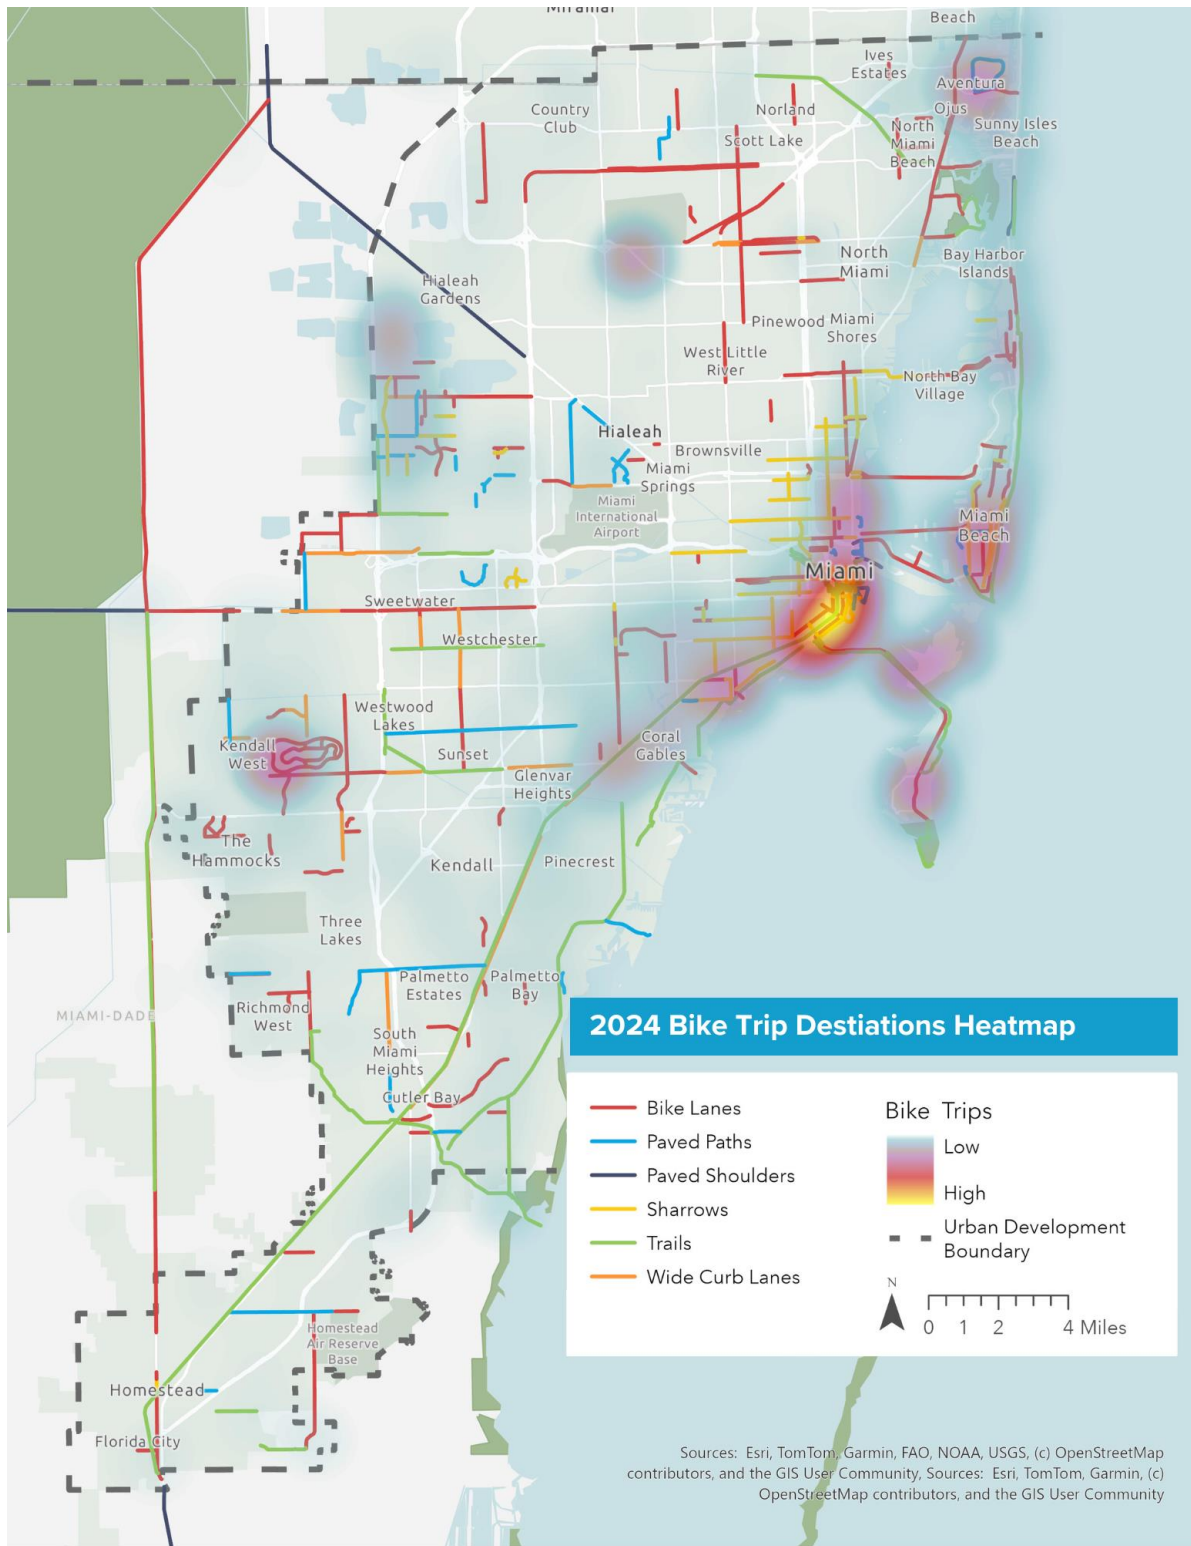 Miramar
Beach
Ives
Estates
Aventura
Country
Club
Norland
Ojus
North
Miami
Beach
Sunny Isles
Beach
Scott Lake
North
Miami
Bay Harbor
Islands
Hialeah
Gardens
Pinewood
Miami
Shores
West Little
River
North Bay
Village
Hialeah
Brownsville
Miami
Springs
Miami
International
Airport
Miami
Beach
Miami
Sweetwater
Westchester
Westwood
Lakes
Kendall
West
Sunset
Coral
Gables
Glenvar
Heights
The
Hammocks
Kendall
Pinecrest
Three
Lakes
Palmetto
Estates
Palmetto
Bay
MIAMI-DADE
Richmond
West
South
Miami
Heights
Cutler Bay
2024 Bike Trip Destiations Heatmap
Bike Lanes
Paved Paths
Paved Shoulders
Sharrows
Trails
Wide Curb Lanes
Bike Trips
Low
High
Urban Development
Boundary
N
0 1 2 4 Miles
Homestead
Air Reserve
Base
Homestead
Florida City
Sources: Esri, TomTom, Garmin, FAO, NOAA, USGS, (c) OpenStreetMap
contributors, and the GIS User Community, Sources: Esri, TomTom, Garmin, (c)
OpenStreetMap contributors, and the GIS User Community